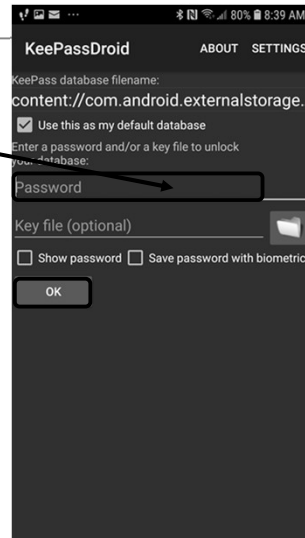 80% 8:39 AM
KeePassDroid ABOUT SETTINGS
KeePass database filename:
content://com.android.externalstorage.
Use this as my default database
Enter a password and/or a key file to unlock
your database:
Password
Key file (optional)
Show password Save password with biometric
OK